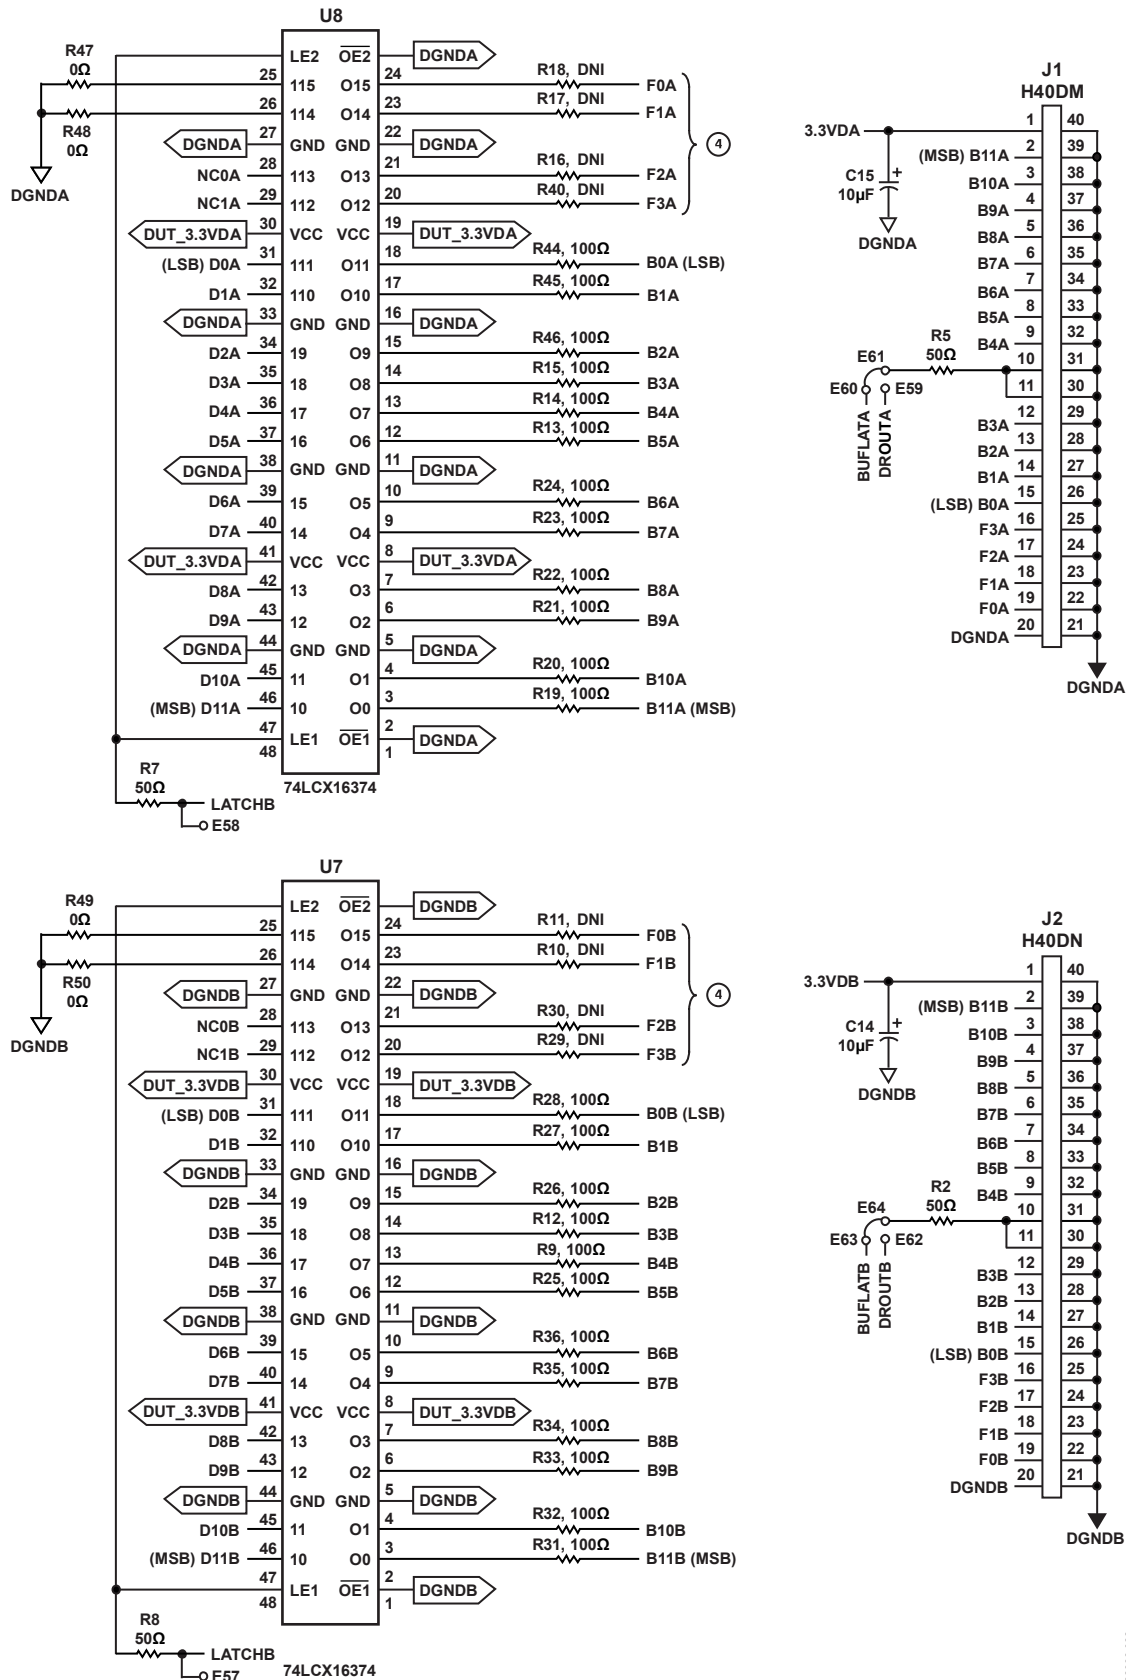 U8
R47
0Ω
LE2 OE2 DGNDA
25 115 O15 24 R18, DNI F0A
26 114 O14 23 R17, DNI F1A
R48
0Ω
DGNDA 27 GND GND 22 DGNDA
DGNDA
4
NC0A 28 113 O13 21 R16, DNI F2A
NC1A 29 112 O12 20 R40, DNI F3A
DUT_3.3VDA 30 VCC VCC 19 DUT_3.3VDA
(LSB) D0A 31 111 O11 18 R44, 100Ω B0A (LSB)
D1A 32 110 O10 17 R45, 100Ω B1A
DGNDA 33 GND GND 16 DGNDA
D2A 34 19 O9 15 R46, 100Ω B2A
D3A 35 18 O8 14 R15, 100Ω B3A
D4A 36 17 O7 13 R14, 100Ω B4A
D5A 37 16 O6 12 R13, 100Ω B5A
DGNDA 38 GND GND 11 DGNDA
D6A 39 15 O5 10 R24, 100Ω B6A
D7A 40 14 O4 9 R23, 100Ω B7A
DUT_3.3VDA 41 VCC VCC 8 DUT_3.3VDA
D8A 42 13 O3 7 R22, 100Ω B8A
D9A 43 12 O2 6 R21, 100Ω B9A
DGNDA 44 GND GND 5 DGNDA
D10A 45 11 O1 4 R20, 100Ω B10A
(MSB) D11A 46 10 O0 3 R19, 100Ω B11A (MSB)
47 LE1 OE1 2 DGNDA
48 1
R7
50Ω
74LCX16374
LATCHB
E58
J1
H40DM
3.3VDA 1 40
(MSB) B11A 2 39
B10A 3 38
B9A 4 37
B8A 5 36
B7A 6 35
B6A 7 34
B5A 8 33
B4A 9 32
10 31
11 30
B3A 12 29
B2A 13 28
B1A 14 27
(LSB) B0A 15 26
F3A 16 25
F2A 17 24
F1A 18 23
F0A 19 22
DGNDA 20 21
DGNDA
C15 +
10µF
DGNDA
R5
50Ω
E61
E60 E59
BUFLATA
DROUTA
U7
R49
0Ω
LE2 OE2 DGNDB
25 115 O15 24 R11, DNI F0B
26 114 O14 23 R10, DNI F1B
R50
0Ω
DGNDB 27 GND GND 22 DGNDB
DGNDB
4
NC0B 28 113 O13 21 R30, DNI F2B
NC1B 29 112 O12 20 R29, DNI F3B
DUT_3.3VDB 30 VCC VCC 19 DUT_3.3VDB
(LSB) D0B 31 111 O11 18 R28, 100Ω B0B (LSB)
D1B 32 110 O10 17 R27, 100Ω B1B
DGNDB 33 GND GND 16 DGNDB
D2B 34 19 O9 15 R26, 100Ω B2B
D3B 35 18 O8 14 R12, 100Ω B3B
D4B 36 17 O7 13 R9, 100Ω B4B
D5B 37 16 O6 12 R25, 100Ω B5B
DGNDB 38 GND GND 11 DGNDB
D6B 39 15 O5 10 R36, 100Ω B6B
D7B 40 14 O4 9 R35, 100Ω B7B
DUT_3.3VDB 41 VCC VCC 8 DUT_3.3VDB
D8B 42 13 O3 7 R34, 100Ω B8B
D9B 43 12 O2 6 R33, 100Ω B9B
DGNDB 44 GND GND 5 DGNDB
D10B 45 11 O1 4 R32, 100Ω B10B
(MSB) D11B 46 10 O0 3 R31, 100Ω B11B (MSB)
47 LE1 OE1 2 DGNDB
48 1
R8
50Ω
LATCHB
E57
74LCX16374
J2
H40DN
3.3VDB 1 40
(MSB) B11B 2 39
B10B 3 38
B9B 4 37
B8B 5 36
B7B 6 35
B6B 7 34
B5B 8 33
B4B 9 32
10 31
11 30
B3B 12 29
B2B 13 28
B1B 14 27
(LSB) B0B 15 26
F3B 16 25
F2B 17 24
F1B 18 23
F0B 19 22
DGNDB 20 21
DGNDB
C14 +
10µF
DGNDB
R2
50Ω
E64
E63 E62
BUFLATB
DROUTB